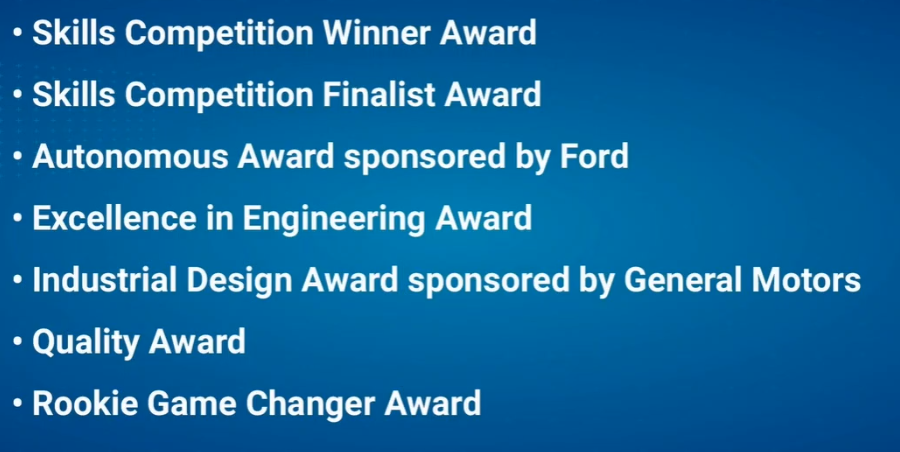 • Skills Competition Winner Award
• Skills Competition Finalist Award
• Autonomous Award sponsored by Ford
• Excellence in Engineering Award
• Industrial Design Award sponsored by General Motors
• Quality Award
• Rookie Game Changer Award